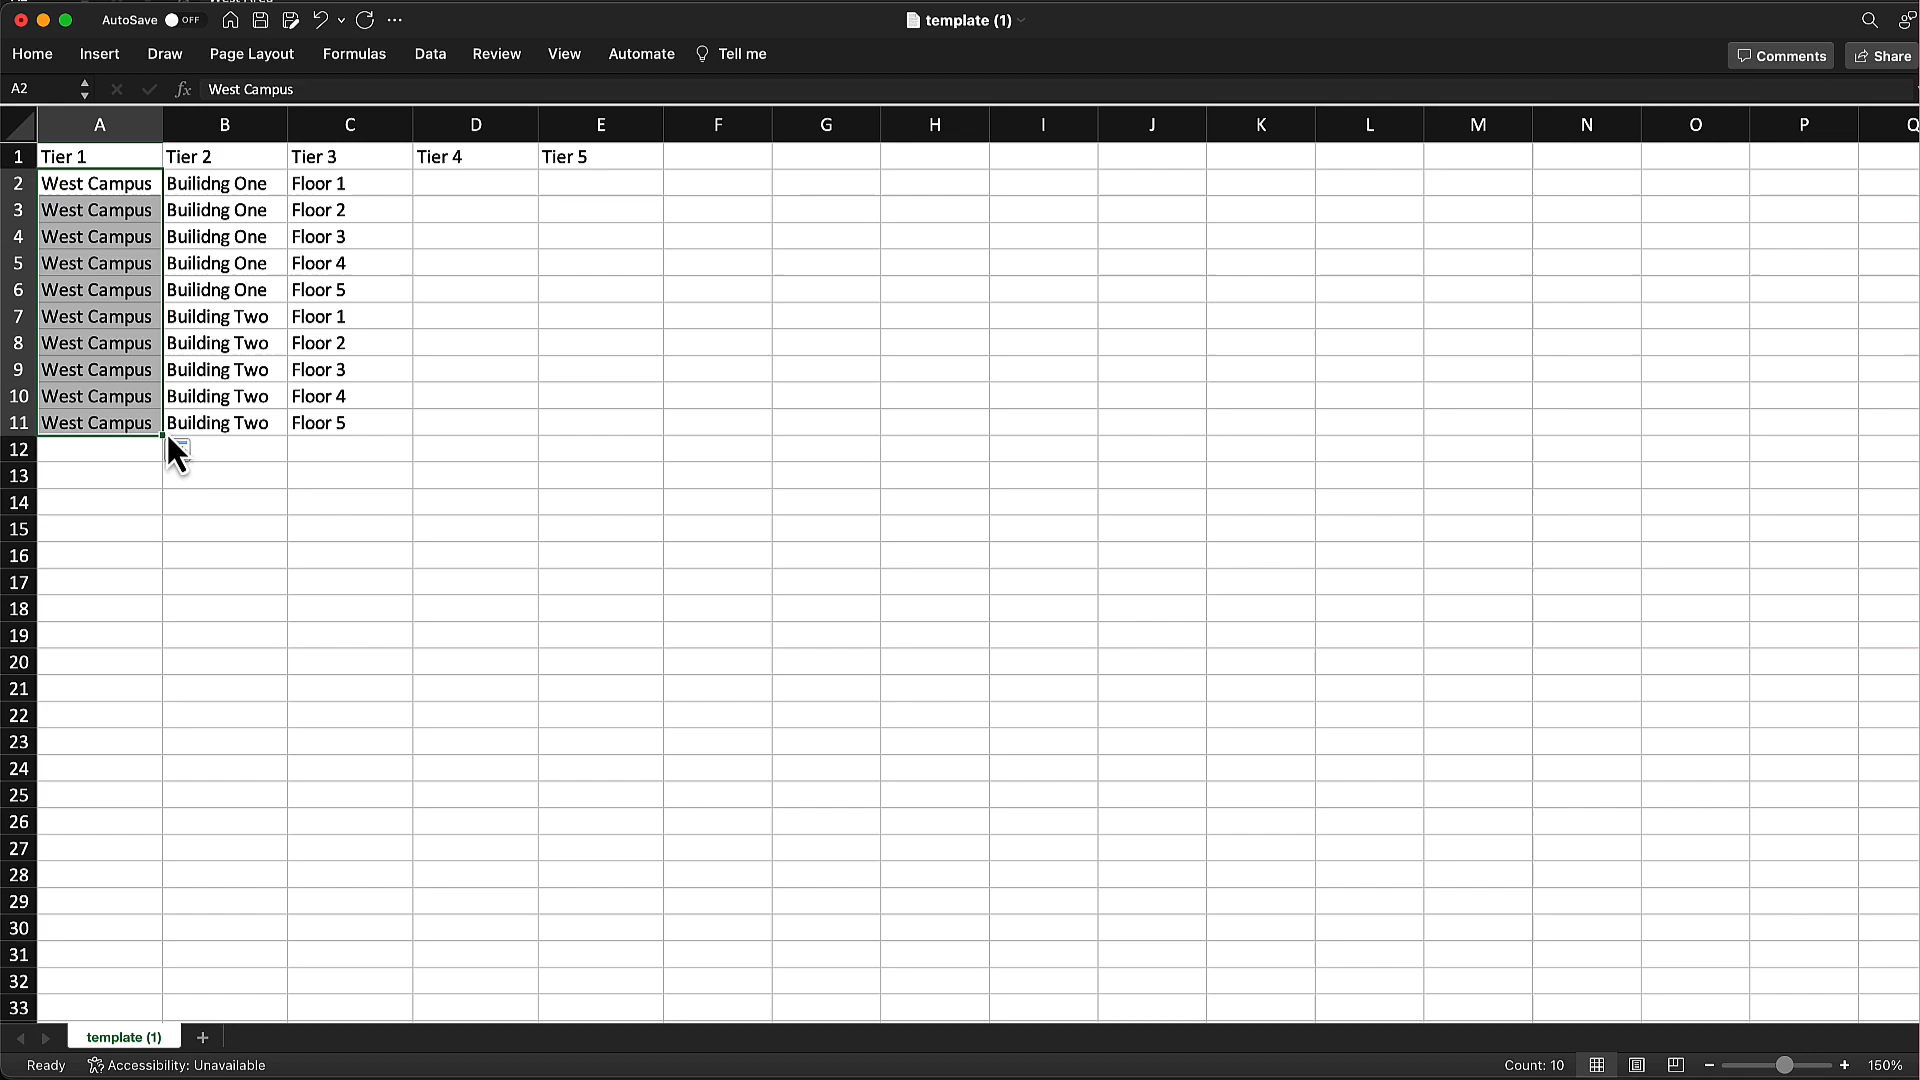 AutoSave OFF template (1)
Home Insert Draw Page Layout Formulas Data Review View Automate Tell me Comments Share
A2 fx West Campus
A B C D E F G H I J K L M N O P Q
1 Tier 1 Tier 2 Tier 3 Tier 4 Tier 5
2 West Campus Builidng One Floor 1
3 West Campus Builidng One Floor 2
4 West Campus Builidng One Floor 3
5 West Campus Builidng One Floor 4
6 West Campus Builidng One Floor 5
7 West Campus Building Two Floor 1
8 West Campus Building Two Floor 2
9 West Campus Building Two Floor 3
10 West Campus Building Two Floor 4
11 West Campus Building Two Floor 5
12
13
14
15
16
17
18
19
20
21
22
23
24
25
26
27
28
29
30
31
32
33
template (1)
Ready Accessibility: Unavailable Count: 10 150%